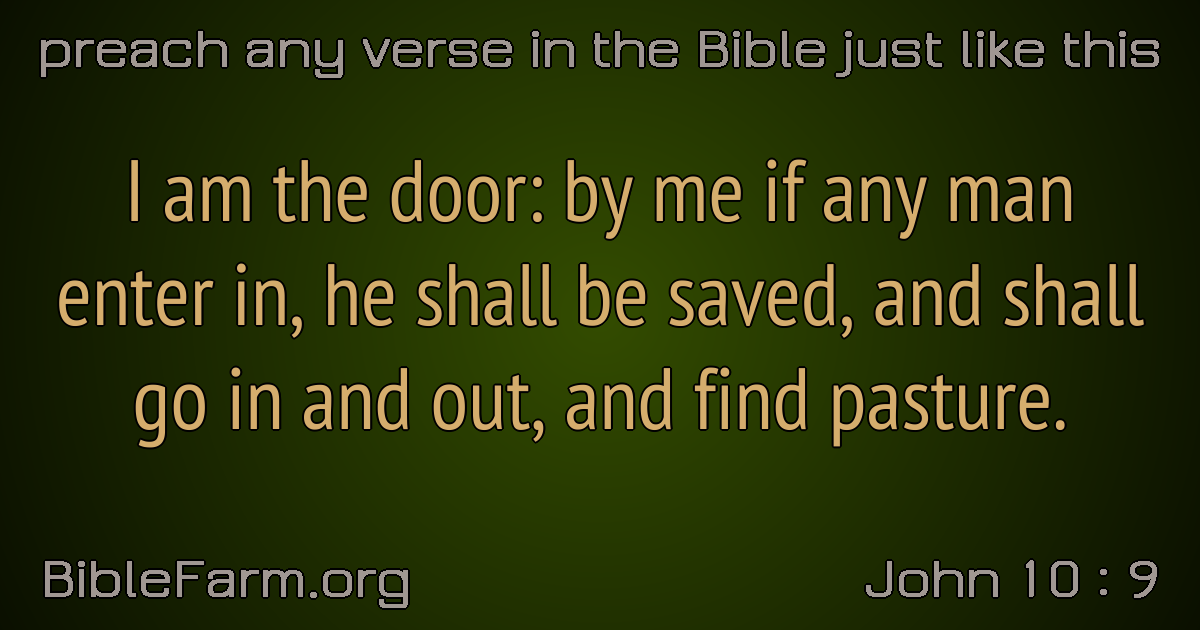 preach any verse in the Bible just like this
I am the door: by me if any man
enter in, he shall be saved, and shall
go in and out, and find pasture.
BibleFarm.org
John 10 : 9